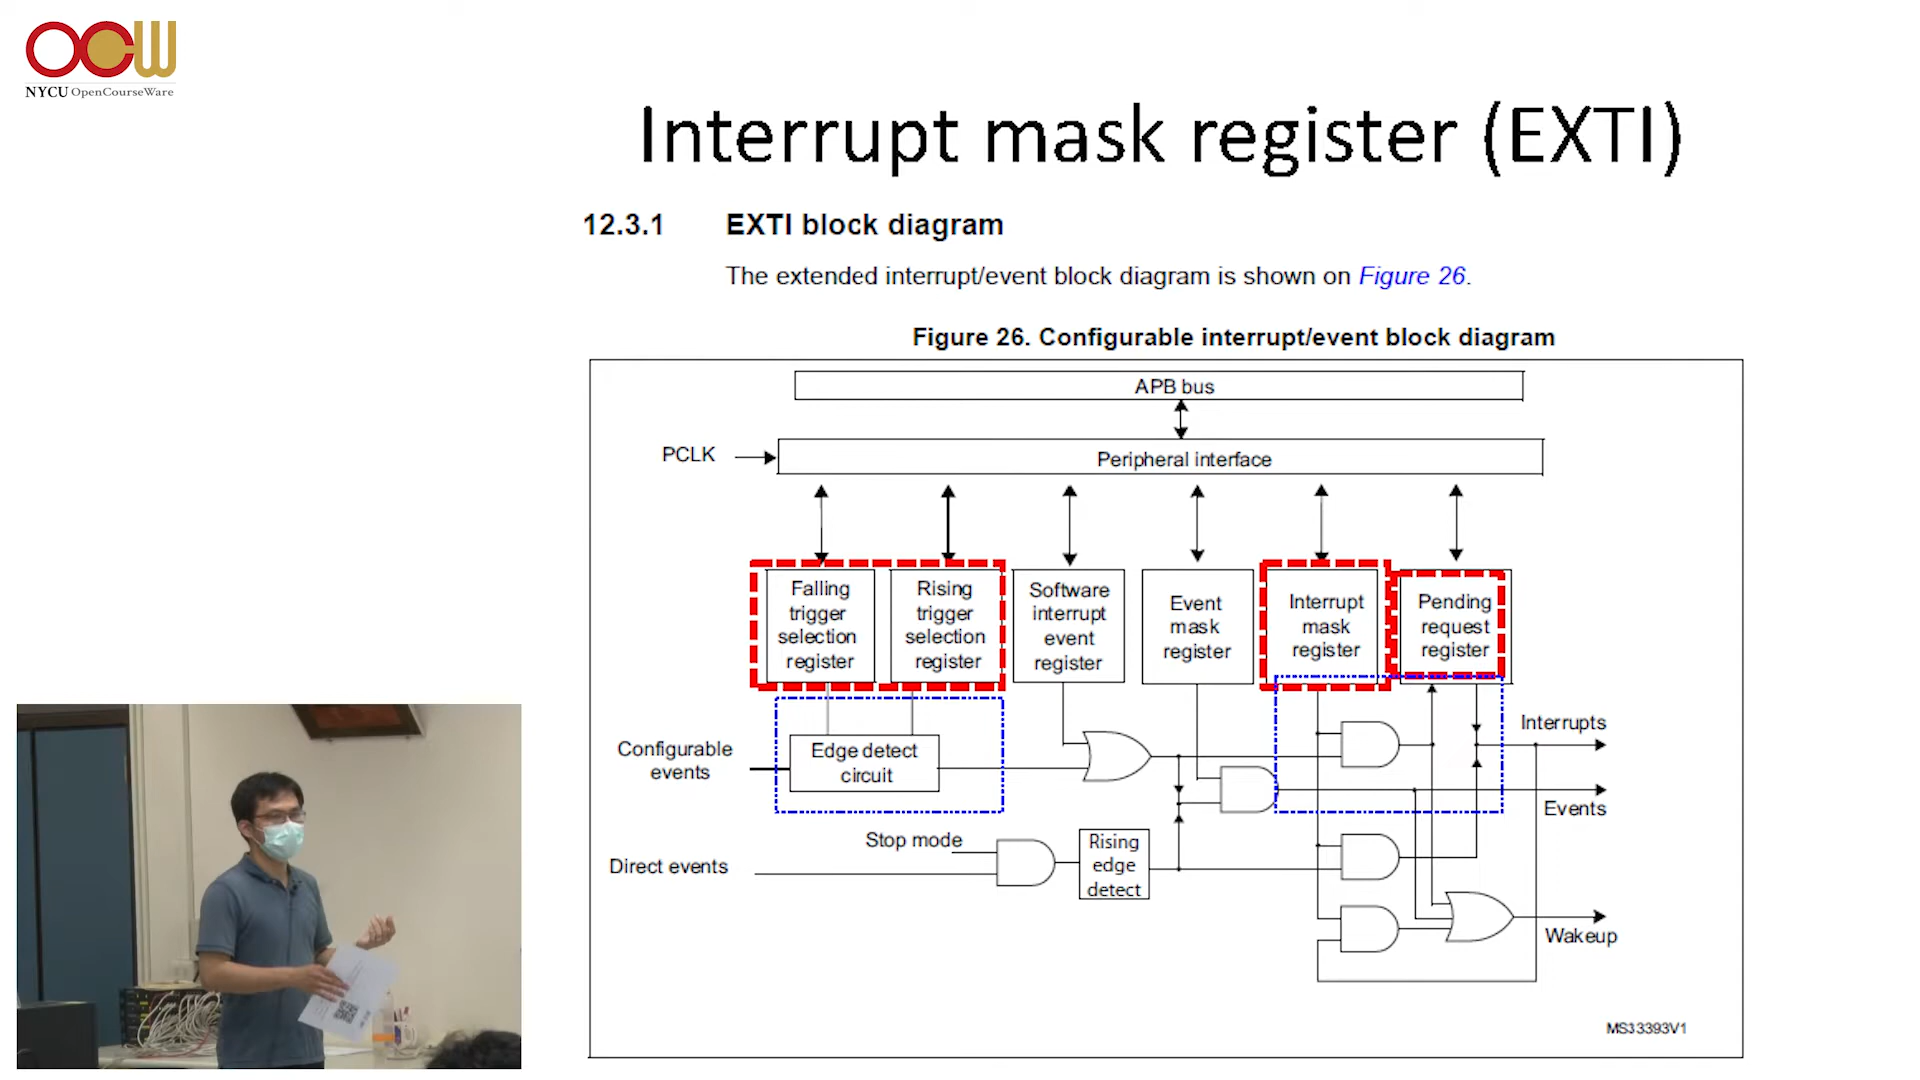 OCW
NYCU OpenCourseWare
Interrupt mask register (EXTI)
12.3.1 EXTI block diagram
The extended interrupt/event block diagram is shown on Figure 26.
Figure 26. Configurable interrupt/event block diagram
APB bus
PCLK
Peripheral interface
Falling
trigger
selection
register
Rising
trigger
selection
register
Software
interrupt
event
register
Event
mask
register
Interrupt
mask
register
Pending
request
register
Interrupts
Configurable
events
Edge detect
circuit
Events
Stop mode
Direct events
Rising
edge
detect
Wakeup
MS33393V1